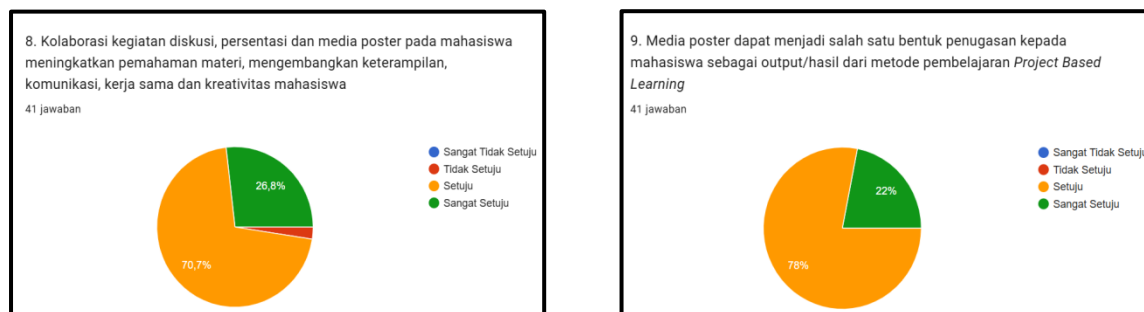 8. Kolaborasi kegiatan diskusi, persentasi dan media poster pada mahasiswa
meningkatkan pemahaman materi, mengembangkan keterampilan,
komunikasi, kerja sama dan kreativitas mahasiswa
41 jawaban
Sangat Tidak Setuju
Tidak Setuju
Setuju
Sangat Setuju
26,8%
70,7%
9. Media poster dapat menjadi salah satu bentuk penugasan kepada
mahasiswa sebagai output/hasil dari metode pembelajaran Project Based
Learning
41 jawaban
Sangat Tidak Setuju
Tidak Setuju
Setuju
Sangat Setuju
22%
78%